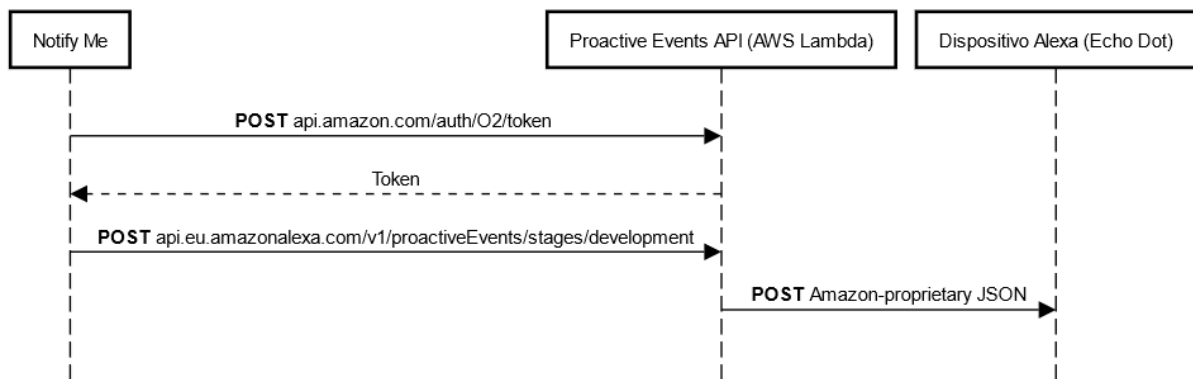 Notify Me
Proactive Events API (AWS Lambda)
Dispositivo Alexa (Echo Dot)
POST api.amazon.com/auth/O2/token
Token
POST api.eu.amazonalexa.com/v1/proactiveEvents/stages/development
POST Amazon-proprietary JSON